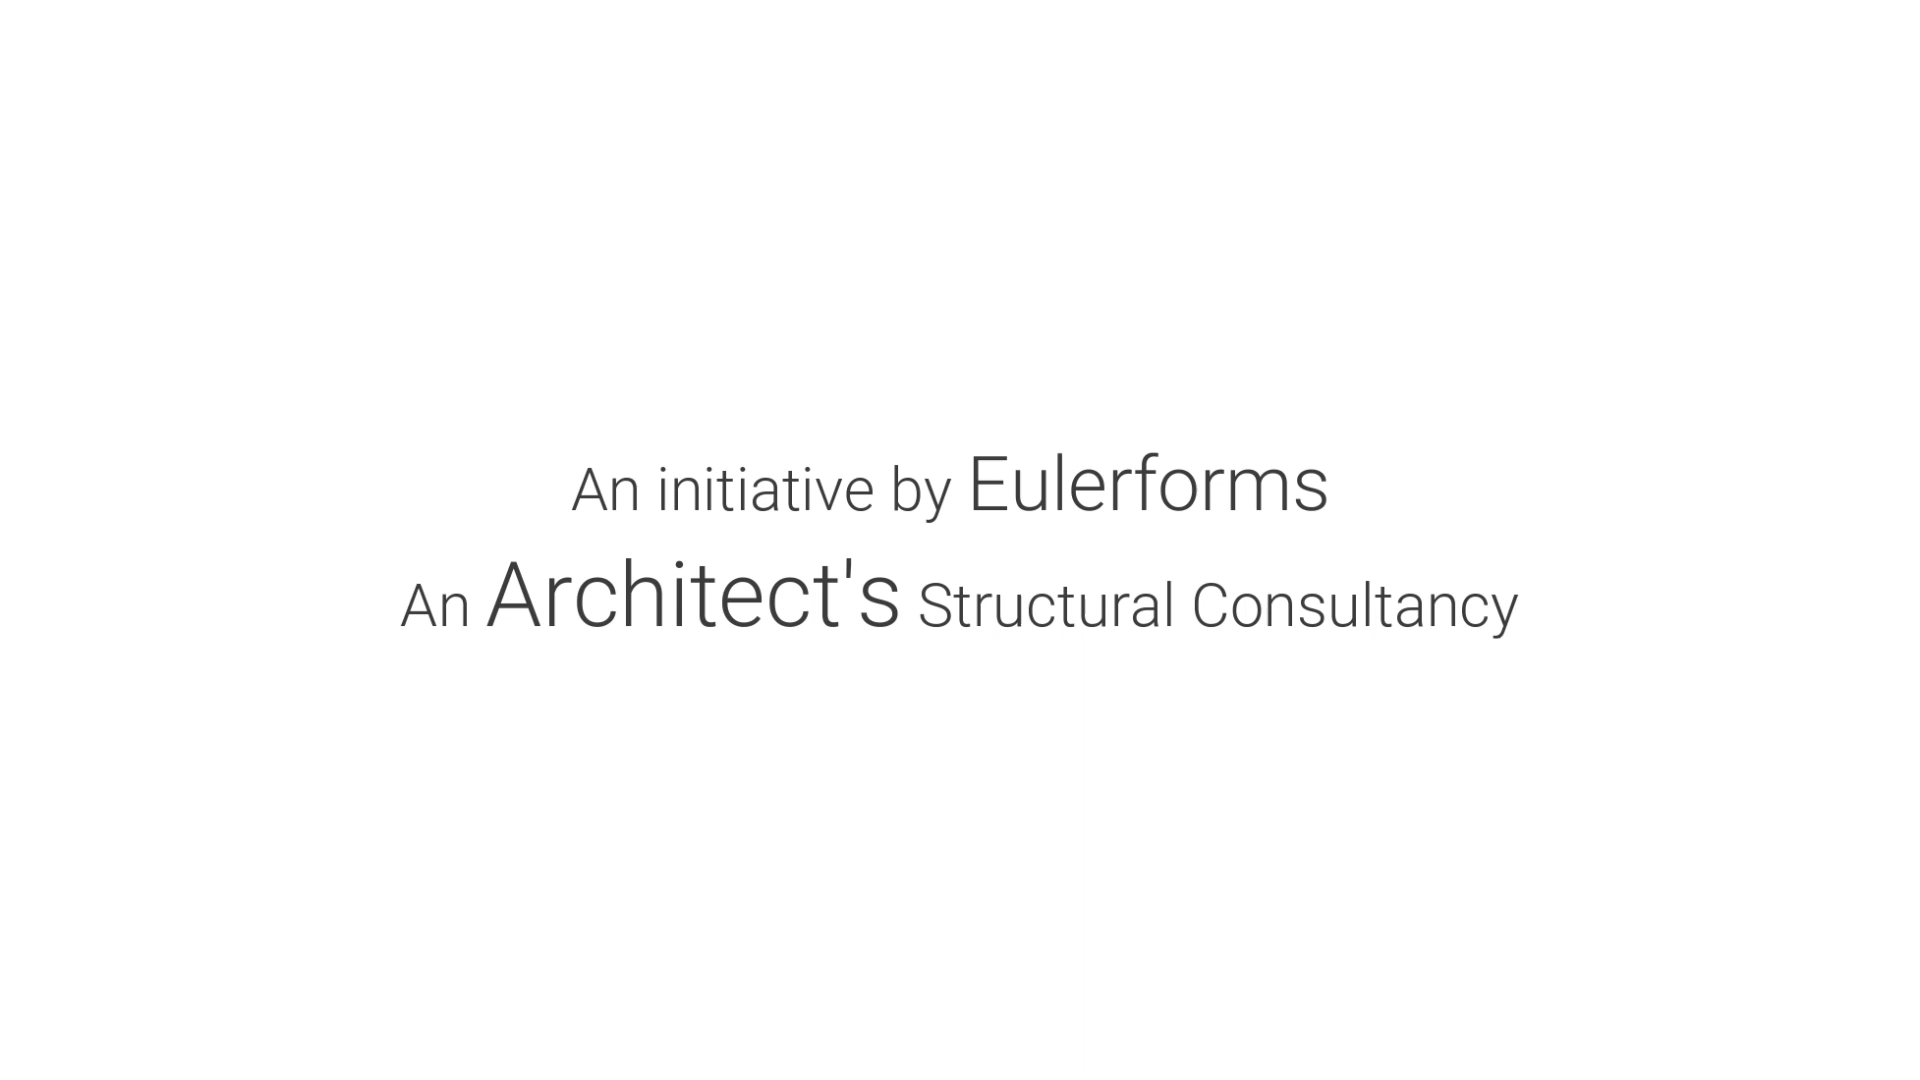 An initiative by Eulerforms
An Architect's Structural Consultancy